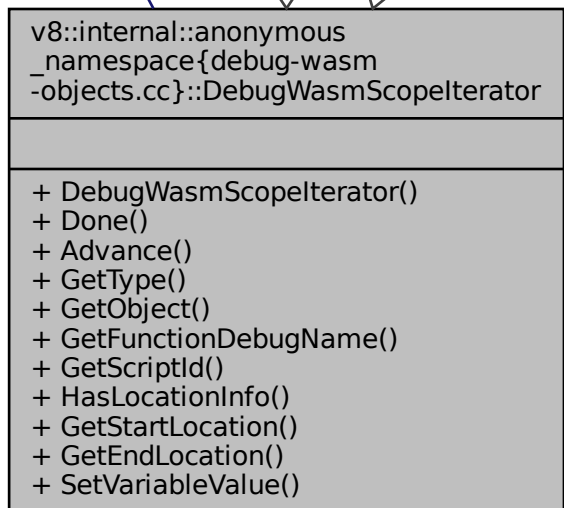 v8::internal::anonymous
_namespace{debug-wasm
-objects.cc}::DebugWasmScopeIterator
+ DebugWasmScopeIterator()
+ Done()
+ Advance()
+ GetType()
+ GetObject()
+ GetFunctionDebugName()
+ GetScriptId()
+ HasLocationInfo()
+ GetStartLocation()
+ GetEndLocation()
+ SetVariableValue()